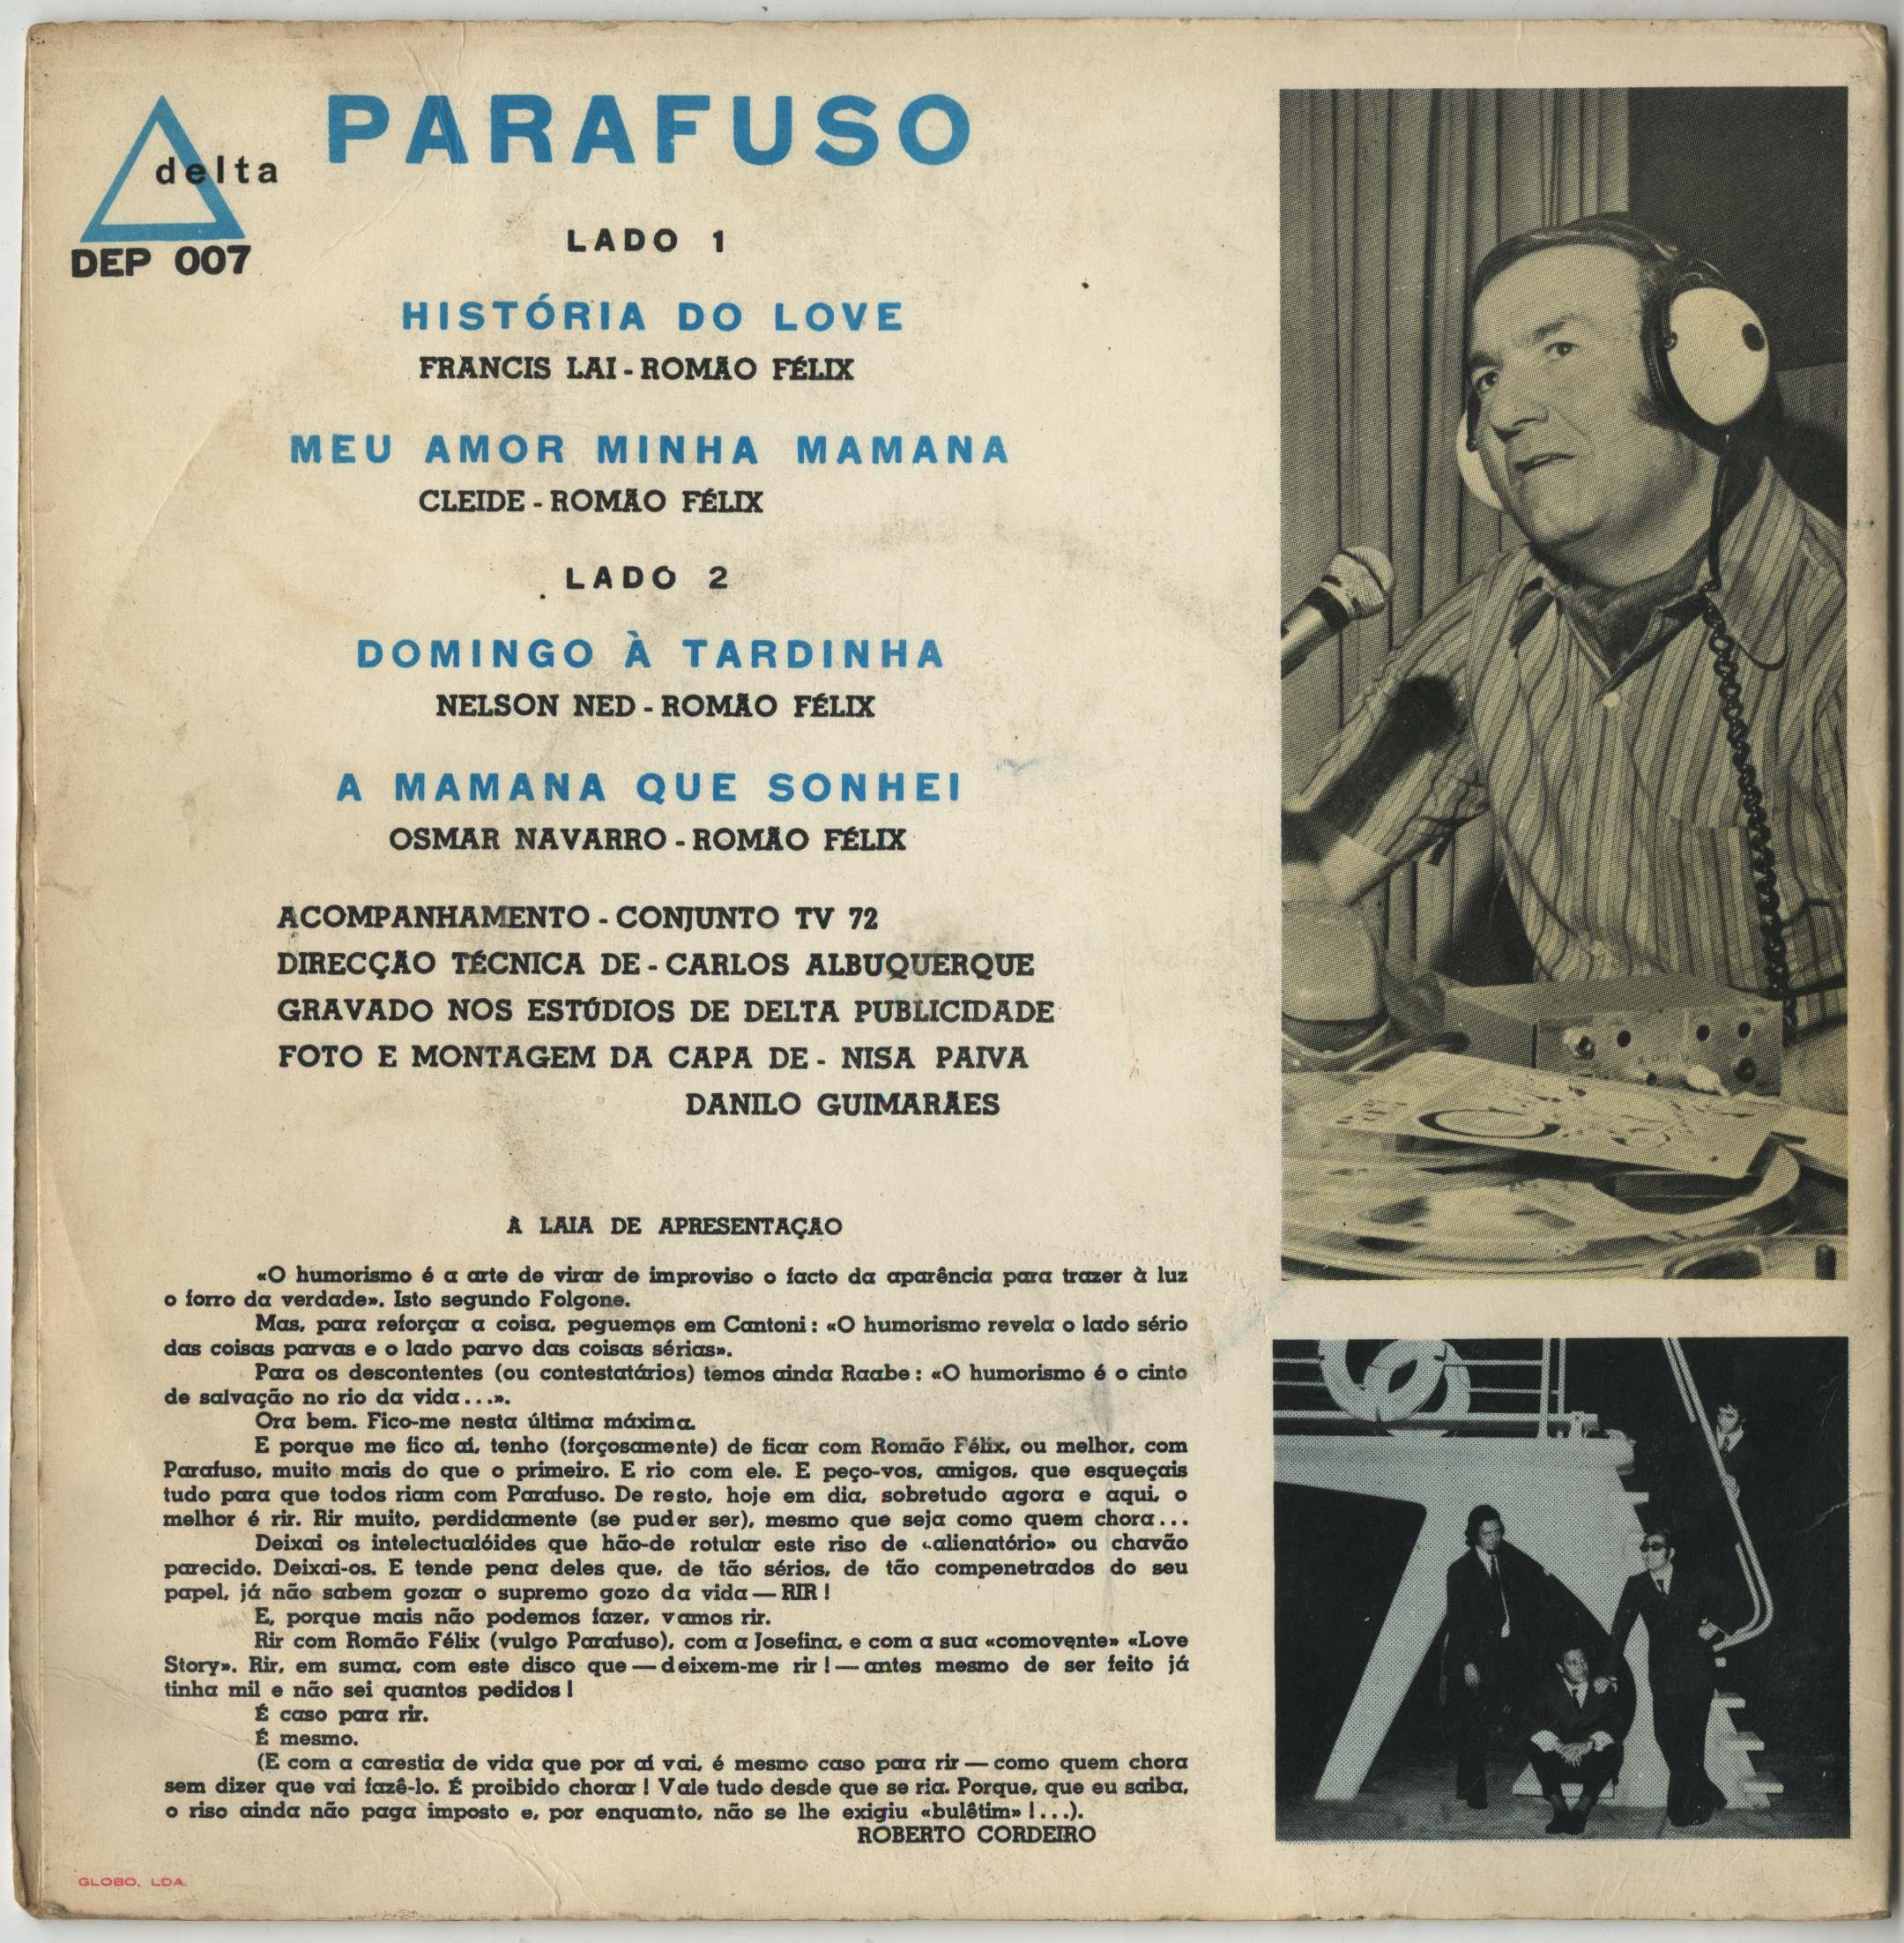 PARAFUSO
delta
DEP 007
LADO 1
HISTÓRIA DO LOVE
FRANCIS LAI - ROMÃO FÉLIX
MEU AMOR MINHA MAMANA
CLEIDE - ROMÃO FÉLIX
LADO 2
DOMINGO À TARDINHA
NELSON NED - ROMÃO FÉLIX
A MAMANA QUE SONHEI
OSMAR NAVARRO - ROMÃO FÉLIX
ACOMPANHAMENTO - CONJUNTO TV 72
DIRECÇÃO TÉCNICA DE - CARLOS ALBUQUERQUE
GRAVADO NOS ESTÚDIOS DE DELTA PUBLICIDADE
FOTO E MONTAGEM DA CAPA DE - NISA PAIVA
DANILO GUIMARÃES
À LAIA DE APRESENTAÇÃO
«O humorismo é a arte de virar de improviso o facto da aparência para trazer à luz
o forro da verdade». Isto segundo Folgone.
Mas, para reforçar a coisa, peguemos em Cantoni: «O humorismo revela o lado sério
das coisas parvas e o lado parvo das coisas sérias».
Para os descontentes (ou contestatários) temos ainda Raabe: «O humorismo é o cinto
de salvação no rio da vida...».
Ora bem. Fico-me nesta última máxima.
E porque me fico aí, tenho (forçosamente) de ficar com Romão Félix, ou melhor, com
Parafuso, muito mais do que o primeiro. E rio com ele. E peço-vos, amigos, que esqueçais
tudo para que todos riam com Parafuso. De resto, hoje em dia, sobretudo agora e aqui, o
melhor é rir. Rir muito, perdidamente (se puder ser), mesmo que seja como quem chora...
Deixai os intelectualóides que hão-de rotular este riso de «alienatório» ou chavão
parecido. Deixai-os. E tende pena deles que, de tão sérios, de tão compenetrados do seu
papel, já não sabem gozar o supremo gozo da vida — RIR !
E, porque mais não podemos fazer, vamos rir.
Rir com Romão Félix (vulgo Parafuso), com a Josefina, e com a sua «comovente» «Love
Story». Rir, em suma, com este disco que — deixem-me rir ! — antes mesmo de ser feito já
tinha mil e não sei quantos pedidos !
É caso para rir.
É mesmo.
(E com a carestia de vida que por aí vai, é mesmo caso para rir — como quem chora
sem dizer que vai fazê-lo. É proibido chorar ! Vale tudo desde que se ria. Porque, que eu saiba,
o riso ainda não paga imposto e, por enquanto, não se lhe exigiu «bulêtim» !...).
ROBERTO CORDEIRO
GLOBO, LDA.